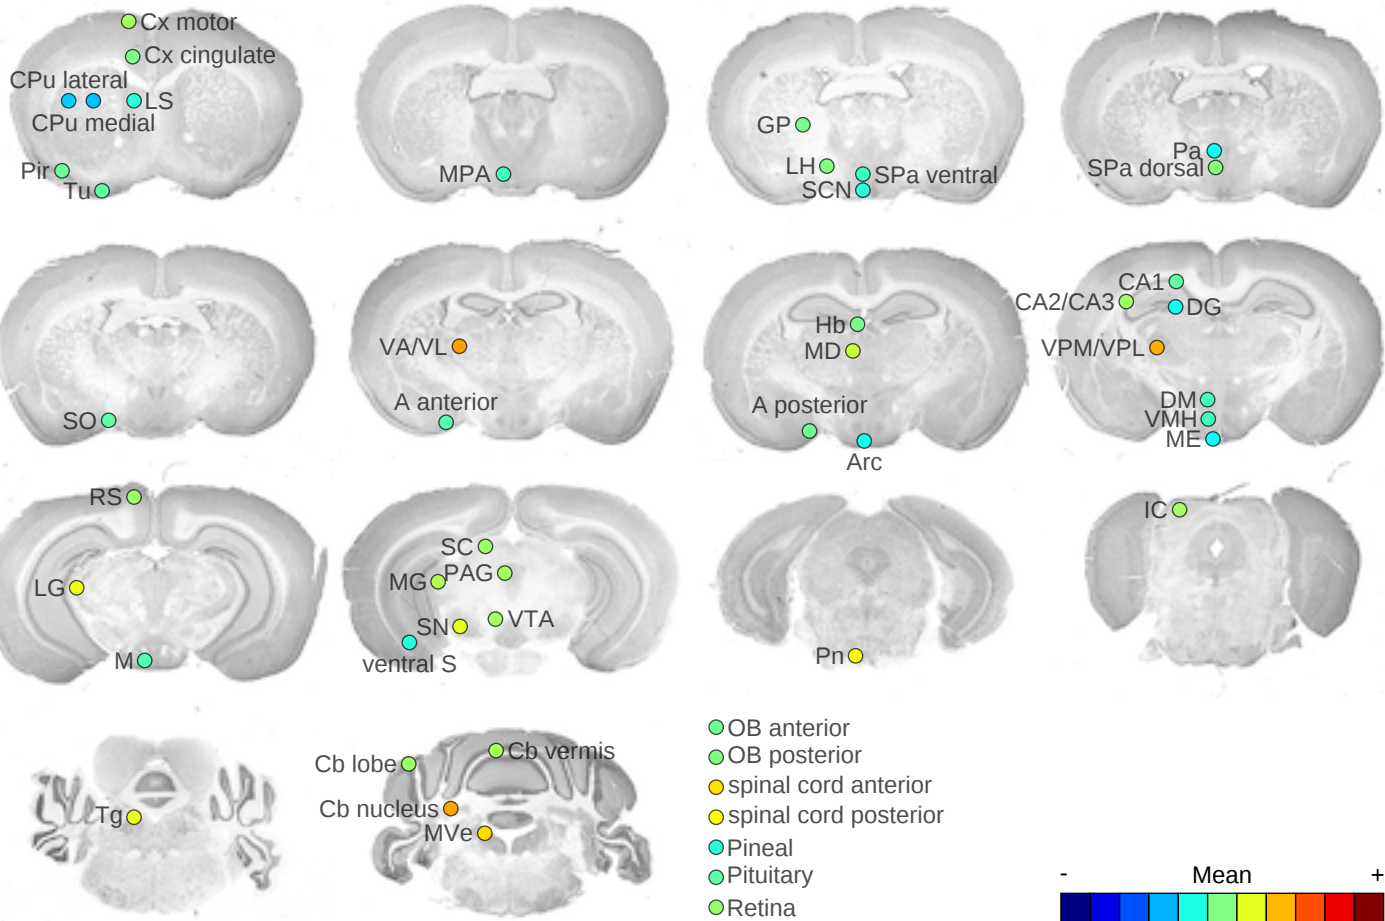 Cx motor
Cx cingulate
CPu lateral
LS
CPu medial
Pir
Tu
MPA
GP
LH
SPa ventral
SCN
Pa
SPa dorsal
SO
VA/VL
A anterior
Hb
MD
A posterior
Arc
CA1
CA2/CA3
DG
VPM/VPL
DM
VMH
ME
RS
LG
M
SC
MG
PAG
SN
VTA
ventral S
Pn
IC
Tg
Cb lobe
Cb vermis
Cb nucleus
MVe
OB anterior
OB posterior
spinal cord anterior
spinal cord posterior
Pineal
Pituitary
Retina
- Mean +